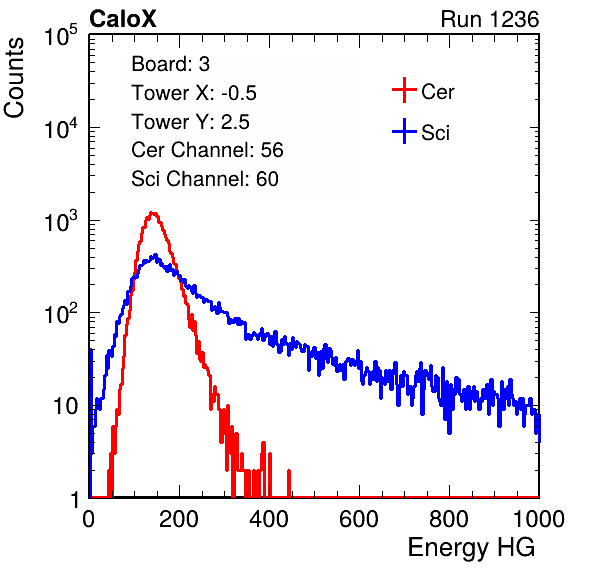 CaloX Run 1236
Counts
Board: 3
Tower X: -0.5
Tower Y: 2.5
Cer Channel: 56
Sci Channel: 60
Cer
Sci
10^5
10^4
10^3
10^2
10
1
0 200 400 600 800 1000
Energy HG